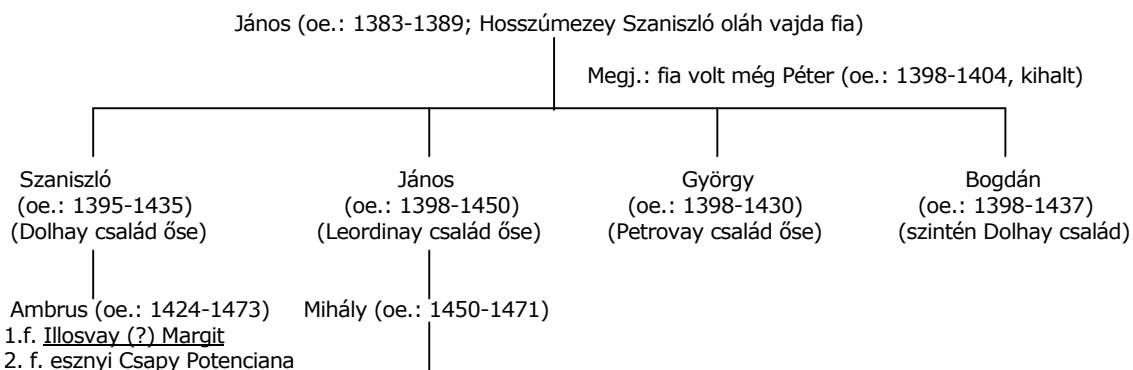 János (oe.: 1383-1389; Hosszúmezey Szaniszló oláh vajda fia)
Megj.: fia volt még Péter (oe.: 1398-1404, kihalt)
Szaniszló
(oe.: 1395-1435)
(Dolhay család őse)
János
(oe.: 1398-1450)
(Leordinay család őse)
György
(oe.: 1398-1430)
(Petrovay család őse)
Bogdán
(oe.: 1398-1437)
(szintén Dolhay család)
Ambrus (oe.: 1424-1473)
1.f. Illosvay (?) Margit
2. f. esznyi Csapy Potenciana
Mihály (oe.: 1450-1471)